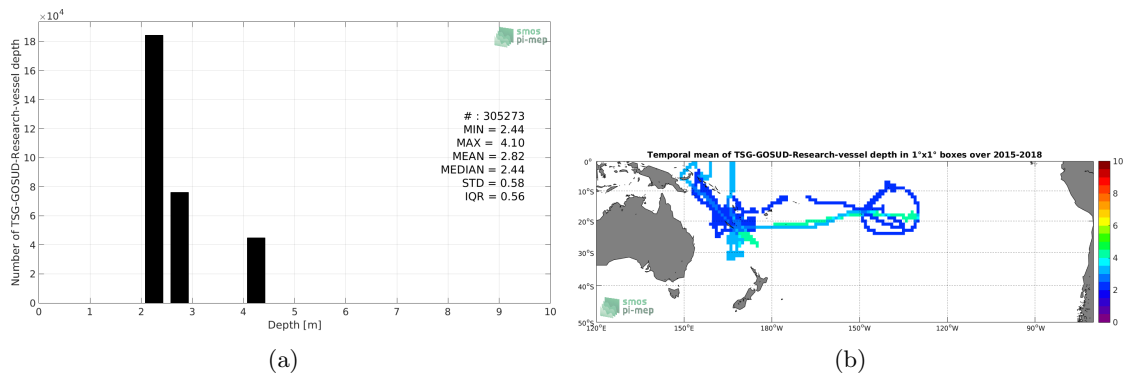 ×10⁴
smos
pi-mep
18
16
14
12
10
8
6
4
2
0
Number of TSG-GOSUD-Research-vessel depth
# : 305273
MIN = 2.44
MAX = 4.10
MEAN = 2.82
MEDIAN = 2.44
STD = 0.58
IQR = 0.56
0 1 2 3 4 5 6 7 8 9 10
Depth [m]
(a)
Temporal mean of TSG-GOSUD-Research-vessel depth in 1°x1° boxes over 2015-2018
0°
10°S
20°S
30°S
40°S
50°S
smos
pi-mep
120°E 150°E 180°W 150°W 120°W 90°W
10
8
6
4
2
0
(b)